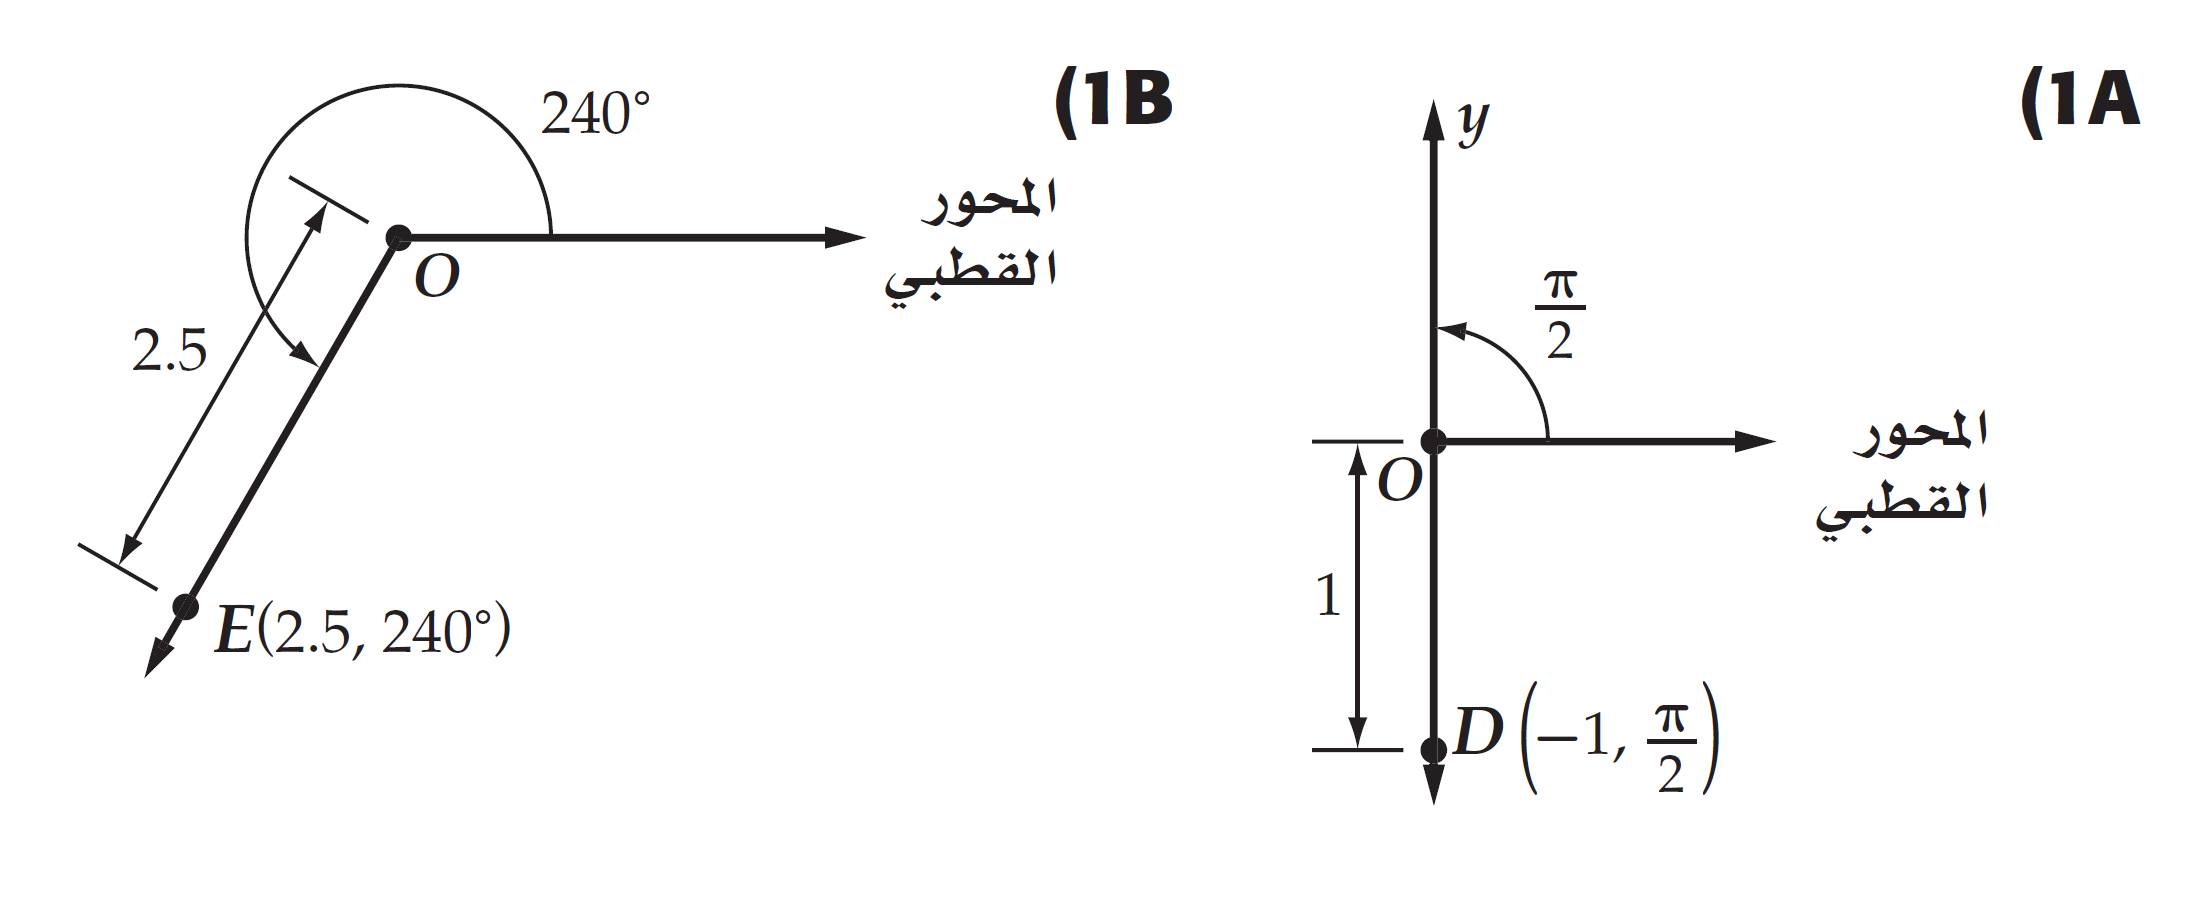 (1A
y
π/2
المحور
القطبي
O
1
D(−1, π/2)
(1B
240°
المحور
القطبي
O
2.5
E(2.5, 240°)